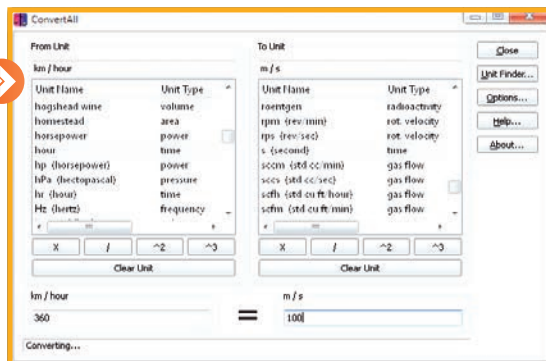 ConvertAll
From Unit
To Unit
km / hour
m / s
Unit Name Unit Type
hogshead wine volume
homestead area
horsepower power
hour time
hp {horsepower} power
hPa {hectopascal} pressure
hr {hour} time
Hz {hertz} frequency
Unit Name Unit Type
roentgen radioactivity
rpm {rev/min} rot. velocity
rps {rev/sec} rot. velocity
s {second} time
sccm {std cc/min} gas flow
sccs {std cc/sec} gas flow
scfh {std cu ft/hour} gas flow
scfm {std cu ft/min} gas flow
X / ^2 ^3
X / ^2 ^3
Clear Unit
Clear Unit
km / hour
m / s
360
=
100
Converting...
Close
Unit Finder...
Options...
Help...
About...